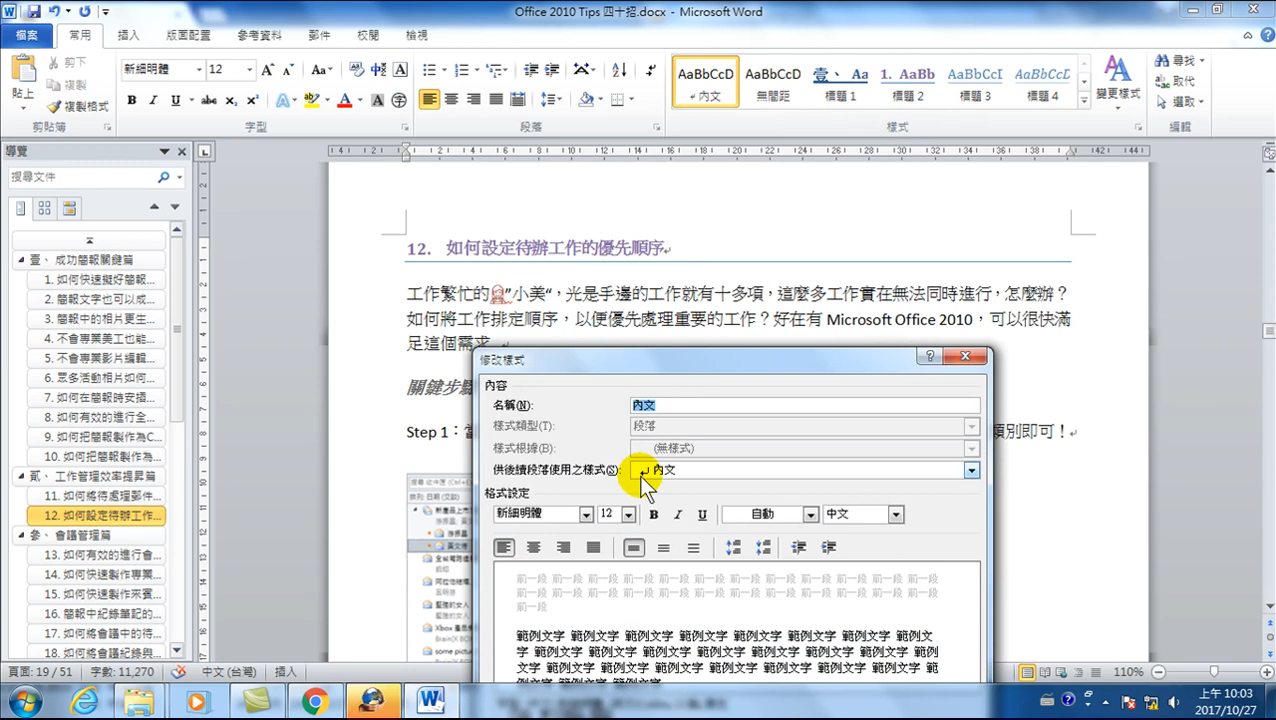 Office 2010 Tips 四十招.docx - Microsoft Word
檔案 常用 插入 版面配置 參考資料 郵件 校閱 檢視
貼上 剪下 複製 複製格式
新細明體 12
AaBbCcD AaBbCcD 壹、 Aa 1. AaBb AaBbCcI AaBbCcD
內文 無間距 標題 1 標題 2 標題 3 標題 4 變更樣式
尋找 取代 選取
剪貼簿 字型 段落 樣式 編輯
導覽
搜尋文件
壹、 成功簡報關鍵篇
1. 如何快速擬好簡報...
2. 簡報文字也可以成...
3. 簡報中的相片更生...
4. 不會專業美工也能...
5. 不會專業影片編輯...
6. 眾多活動相片如何...
7. 如何在簡報時安插...
8. 如何有效的進行全...
9. 如何把簡報製作為C...
10. 如何把簡報製作為...
貳、 工作管理效率提昇篇
11. 如何將待處理郵件...
12. 如何設定待辦工作...
參、 會議管理篇
13. 如何有效的進行會...
14. 如何快速製作專業...
15. 如何快速製作來賓...
16. 簡報中紀錄筆記的...
17. 如何將會議中的待...
18. 如何將會議紀錄與...
12. 如何設定待辦工作的優先順序
工作繁忙的"小美"，光是手邊的工作就有十多項，這麼多工作實在無法同時進行，怎麼辦？
如何將工作排定順序，以便優先處理重要的工作？好在有 Microsoft Office 2010，可以很快滿
足這個需求
關鍵步
Step 1：
類別即可！
修改樣式
內容
名稱(N): 內文
樣式類型(T): 段落
樣式根據(B): (無樣式)
供後續段落使用之樣式(S): 內文
格式設定
新細明體 12 B I U 自動 中文
前一段 前一段 前一段 前一段 前一段 前一段 前一段 前一段 前一段 前一段 前一段 前一段
前一段 前一段 前一段 前一段 前一段 前一段 前一段 前一段 前一段 前一段 前一段 前一段
前一段
範例文字 範例文字 範例文字 範例文字 範例文字 範例文字 範例文字 範例文
字 範例文字 範例文字 範例文字 範例文字 範例文字 範例文字 範例文字 範例
文字 範例文字 範例文字 範例文字 範例文字 範例文字 範例文字 範例文字 範
頁面: 19 / 51 字數: 11,270 中文 (台灣) 插入 110%
上午 10:03
2017/10/27